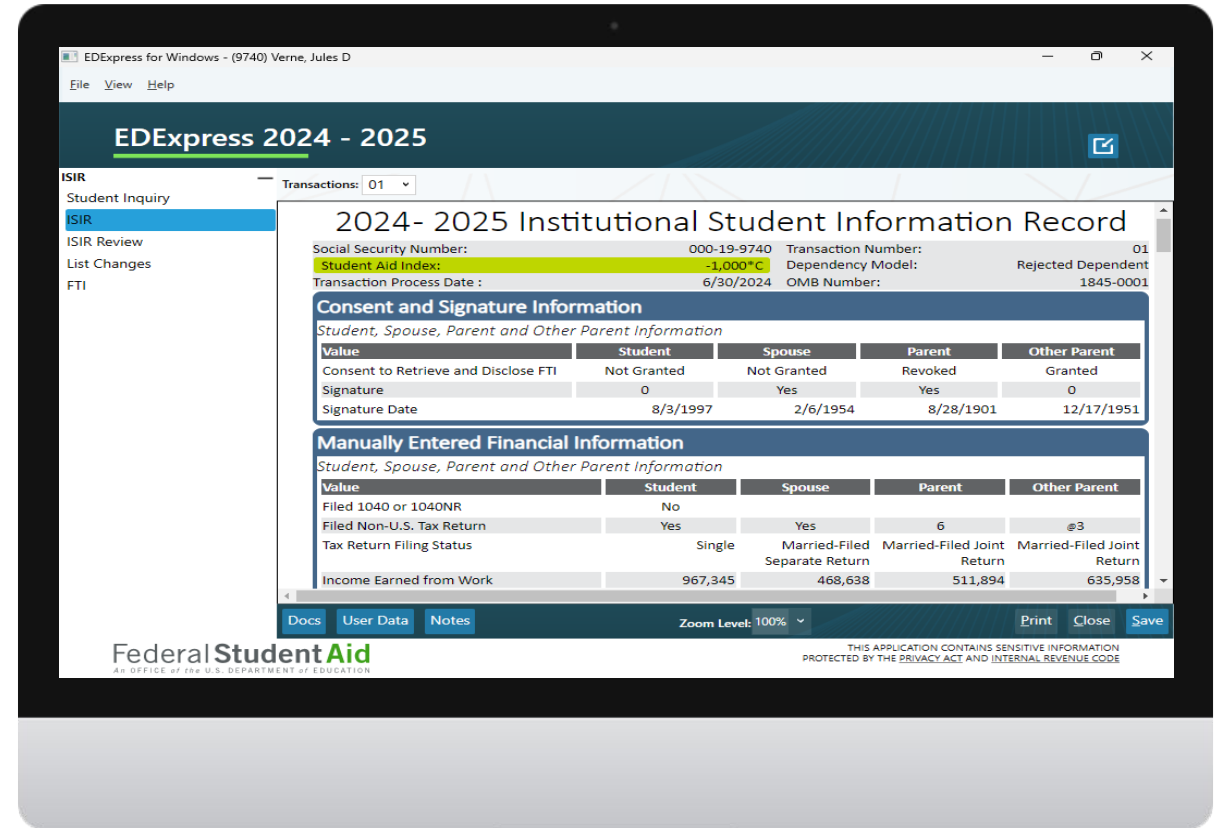 EDExpress for Windows - (9740) Verne, Jules D
File View Help
EDExpress 2024 - 2025
ISIR
Student Inquiry
ISIR
ISIR Review
List Changes
FTI
Transactions: 01
2024- 2025 Institutional Student Information Record
Social Security Number: 000-19-9740 Transaction Number: 01
Student Aid Index: -1,000*C Dependency Model: Rejected Dependent
Transaction Process Date : 6/30/2024 OMB Number: 1845-0001
Consent and Signature Information
Student, Spouse, Parent and Other Parent Information
Value Student Spouse Parent Other Parent
Consent to Retrieve and Disclose FTI Not Granted Not Granted Revoked Granted
Signature 0 Yes Yes 0
Signature Date 8/3/1997 2/6/1954 8/28/1901 12/17/1951
Manually Entered Financial Information
Student, Spouse, Parent and Other Parent Information
Value Student Spouse Parent Other Parent
Filed 1040 or 1040NR No
Filed Non-U.S. Tax Return Yes Yes 6 @3
Tax Return Filing Status Single Married-Filed Married-Filed Joint Married-Filed Joint
Separate Return Return Return
Income Earned from Work 967,345 468,638 511,894 635,958
Docs User Data Notes Zoom Level: 100% Print Close Save
Federal Student Aid
An OFFICE of the U.S. DEPARTMENT of EDUCATION
THIS APPLICATION CONTAINS SENSITIVE INFORMATION
PROTECTED BY THE PRIVACY ACT AND INTERNAL REVENUE CODE